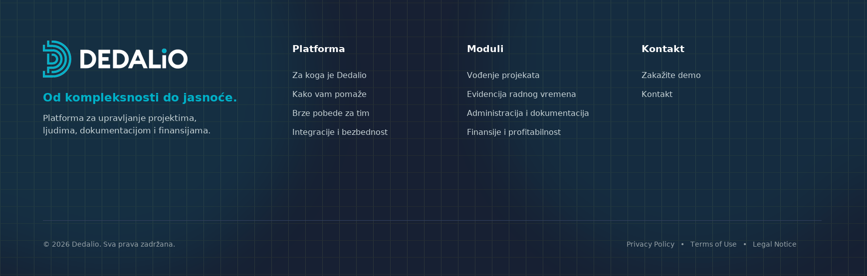 DEDALiO
Od kompleksnosti do jasnoće.
Platforma za upravljanje projektima,
ljudima, dokumentacijom i finansijama.
Platforma
Za koga je Dedalio
Kako vam pomaže
Brze pobede za tim
Integracije i bezbednost
Moduli
Vođenje projekata
Evidencija radnog vremena
Administracija i dokumentacija
Finansije i profitabilnost
Kontakt
Zakažite demo
Kontakt
© 2026 Dedalio. Sva prava zadržana.
Privacy Policy • Terms of Use • Legal Notice